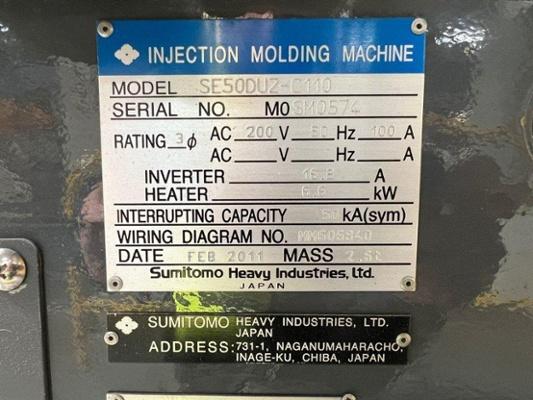 INJECTION MOLDING MACHINE
MODEL SE50DUZ-C110
SERIAL NO. M0 SM0574
RATING 3φ AC 200 V Hz 100 A
AC V Hz A
INVERTER A
HEATER kW
INTERRUPTING CAPACITY kA(sym)
WIRING DIAGRAM NO.
DATE FEB 2011 MASS
Sumitomo Heavy Industries, Ltd.
JAPAN
SUMITOMO HEAVY INDUSTRIES, LTD.
JAPAN
ADDRESS: 731-1, NAGANUMAHARACHO,
INAGE-KU, CHIBA, JAPAN